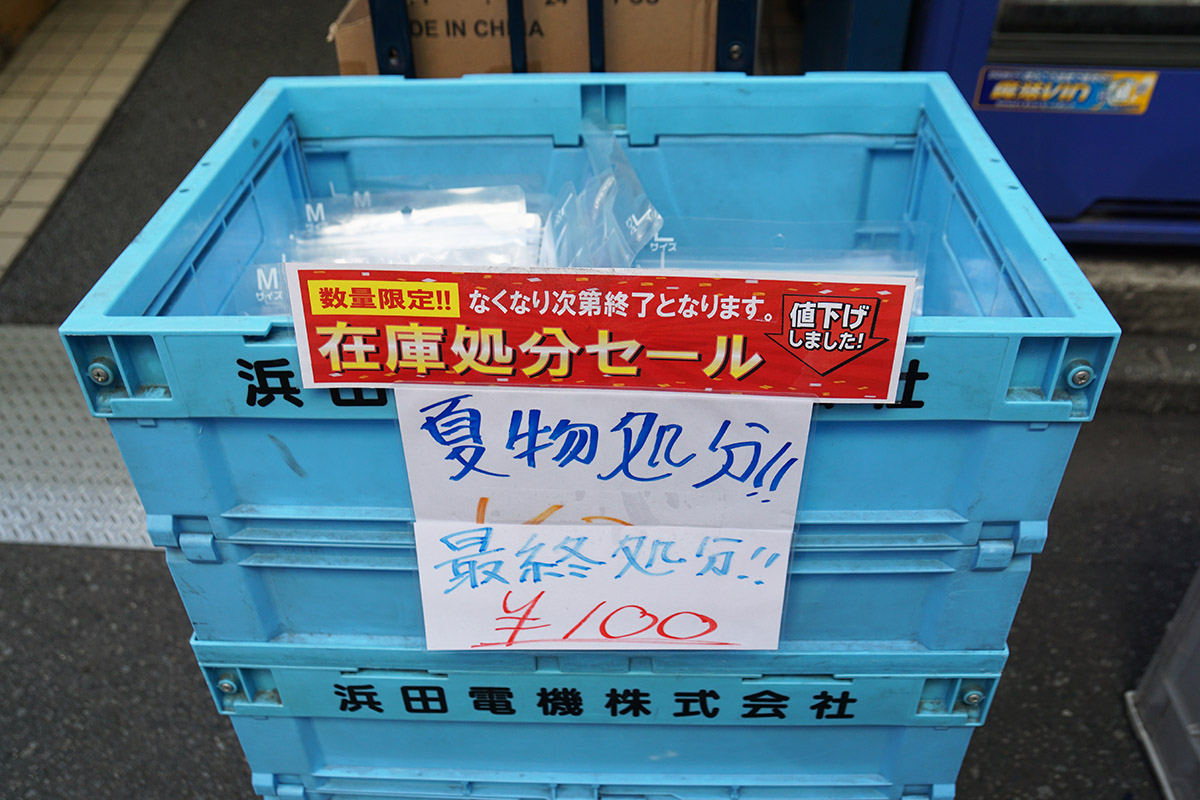 DE IN CHINA
M
M
L
サイズ
M
サイズ
数量限定!! なくなり次第終了となります。
在庫処分セール
値下げ
しました!
浜田
社
夏物処分!!
最終処分!!
¥100
浜田電機株式会社